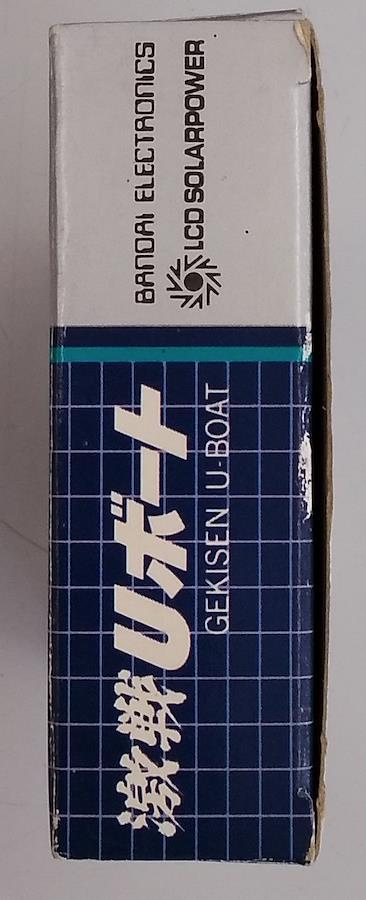 激戦Uボート
GEKISEN U-BOAT
BANDAI ELECTRONICS
LCD SOLARPOWER